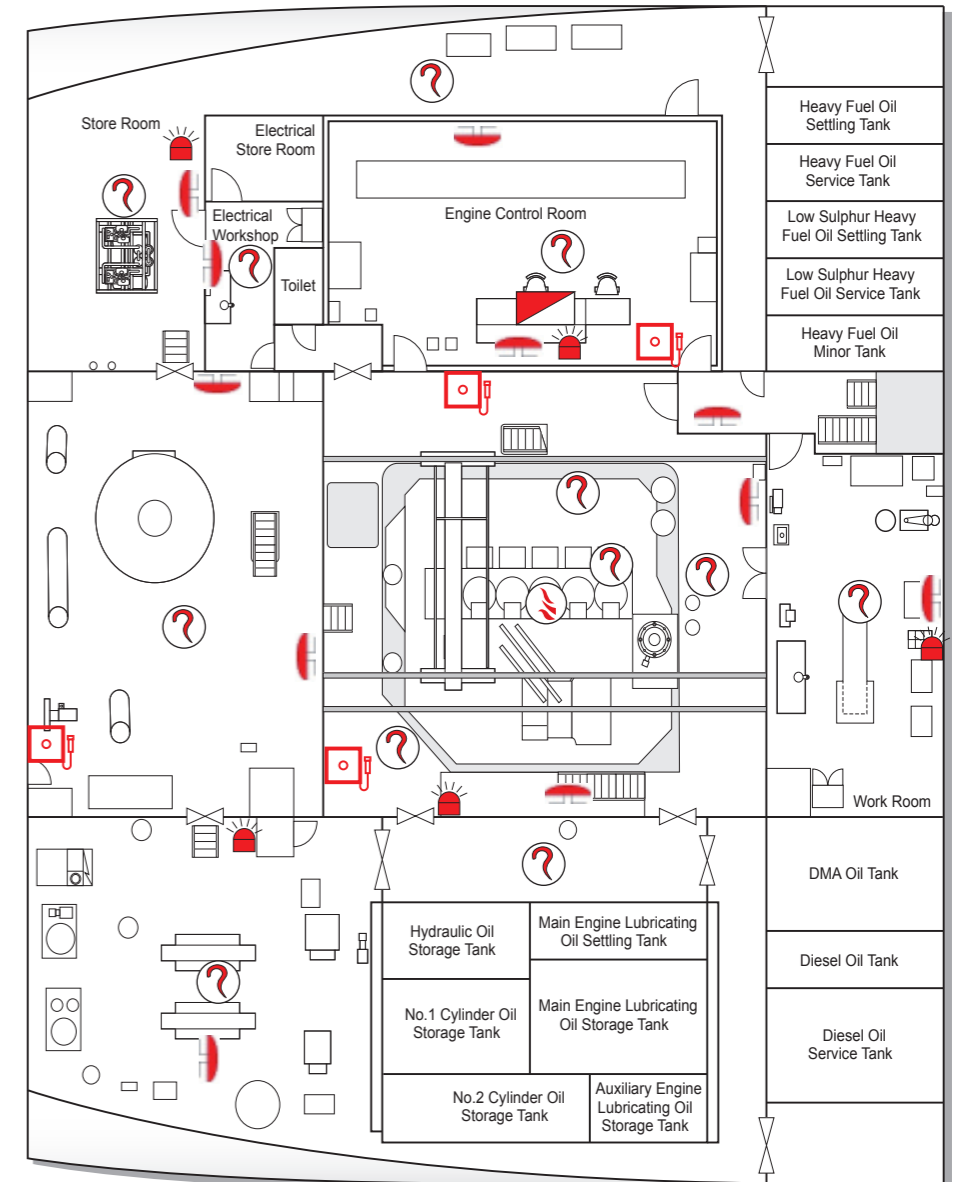 Store Room
Electrical
Store Room
Electrical
Workshop
Toilet
Engine Control Room
Heavy Fuel Oil
Settling Tank
Heavy Fuel Oil
Service Tank
Low Sulphur Heavy
Fuel Oil Settling Tank
Low Sulphur Heavy
Fuel Oil Service Tank
Heavy Fuel Oil
Minor Tank
Work Room
DMA Oil Tank
Diesel Oil Tank
Diesel Oil
Service Tank
Hydraulic Oil
Storage Tank
Main Engine Lubricating
Oil Settling Tank
No.1 Cylinder Oil
Storage Tank
Main Engine Lubricating
Oil Storage Tank
No.2 Cylinder Oil
Storage Tank
Auxiliary Engine
Lubricating Oil
Storage Tank